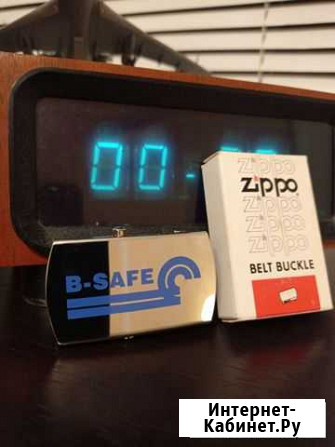 00-
zippo
zippo
zippo
zippo
zippo
BELT BUCKLE
B-SAFE
Интернет-
Кабинет.Ру